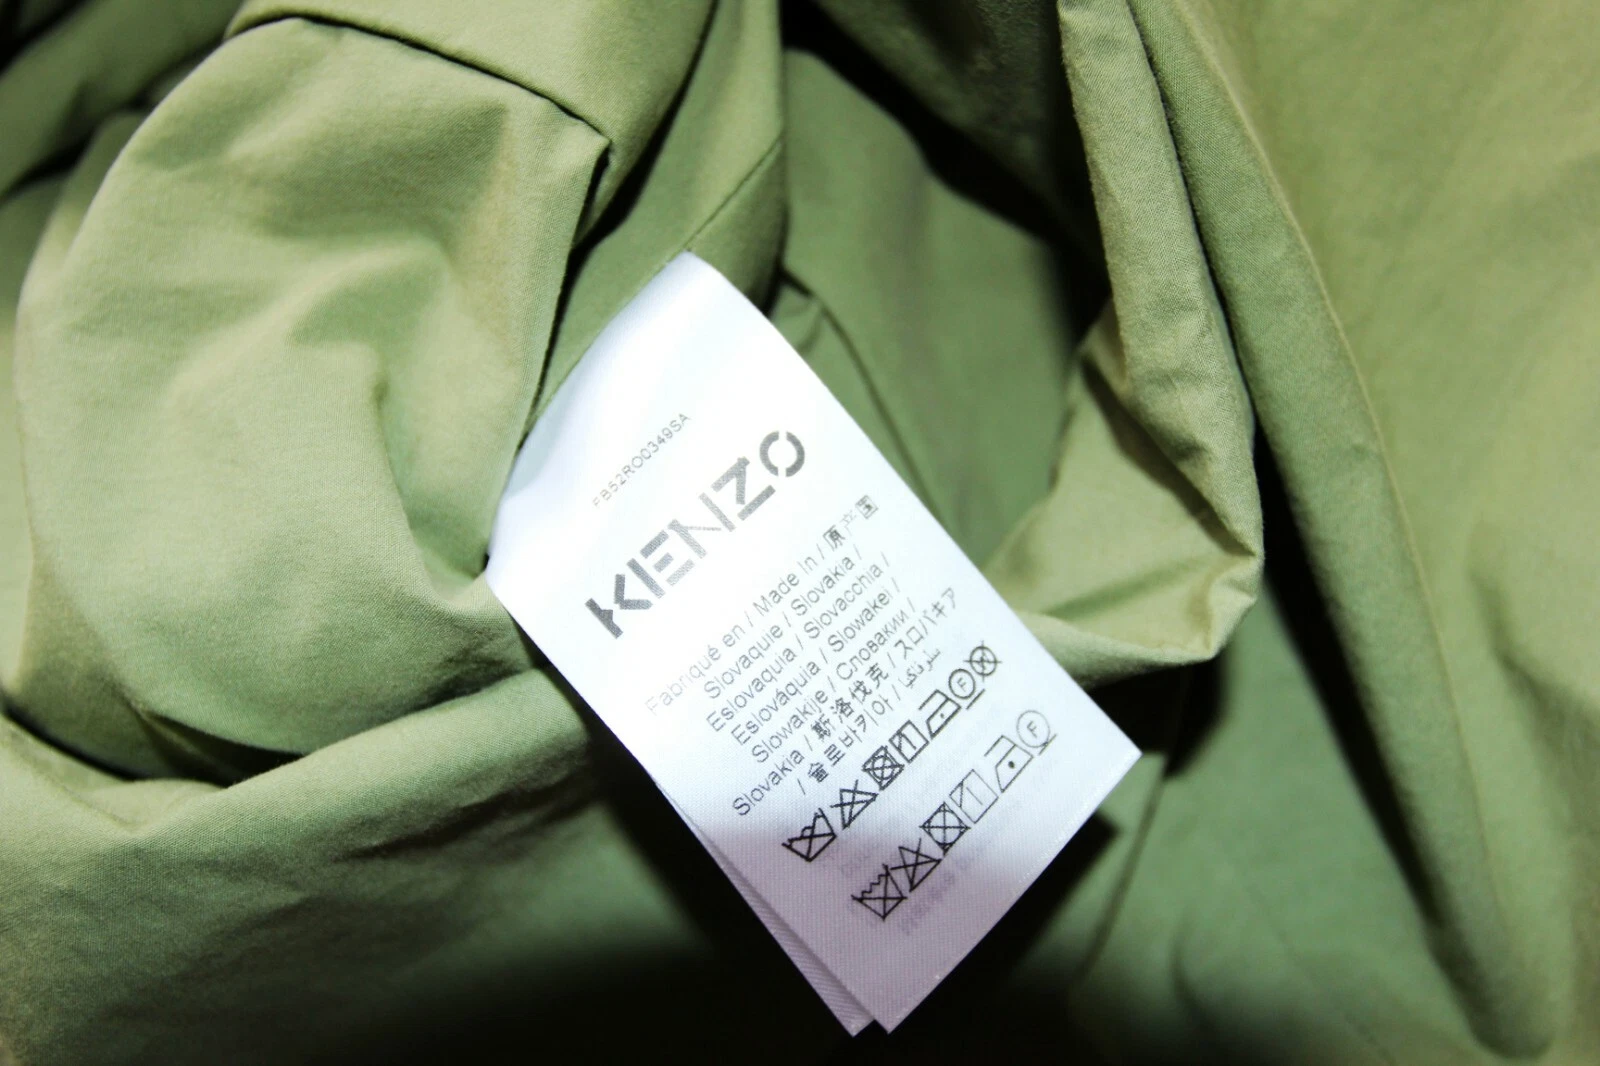 FB52RO0349SA
KENZO
Fabriqué en / Made In / 原产国
Slovaquie / Slovakia /
Eslovaquia / Slovacchia /
Eslováquia / Slowakei /
Slowakije / Словакии /
Slovakia / 斯洛伐克 / スロバキア
/ 슬로바키아 / سلوفاكيا
F W
F